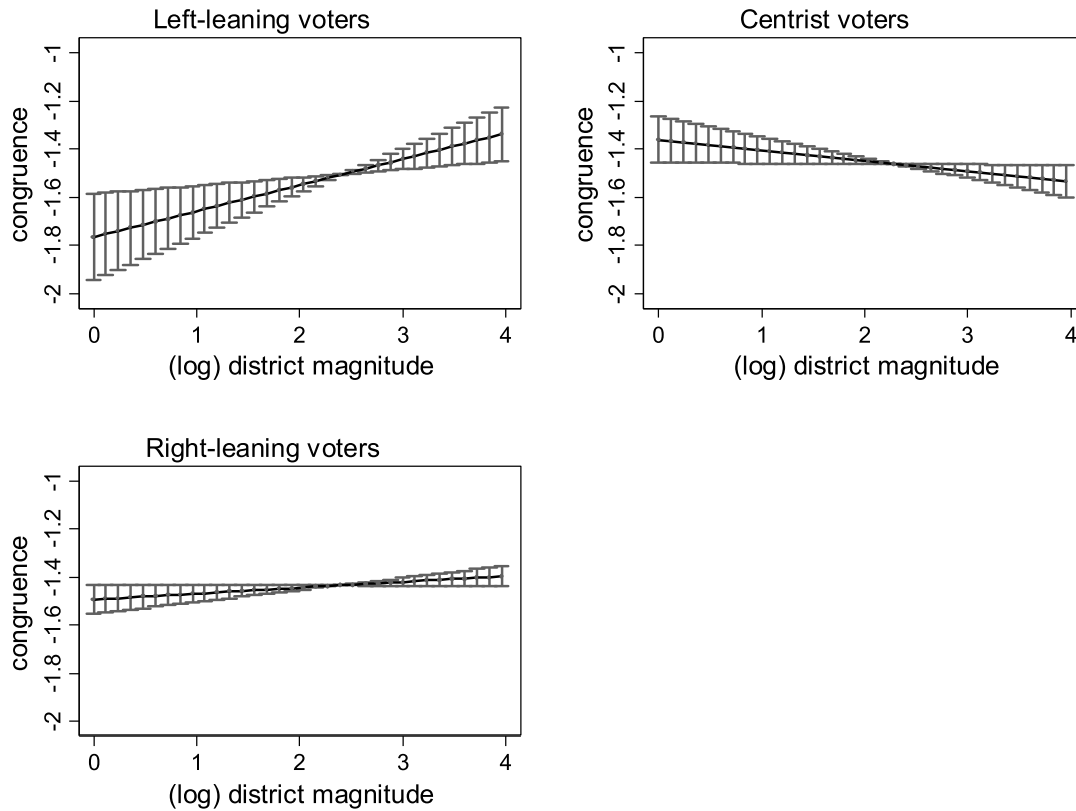 Left-leaning voters
congruence
-1
-1.2
-1.4
-1.6
-1.8
-2
0 1 2 3 4
(log) district magnitude
Centrist voters
congruence
-1
-1.2
-1.4
-1.6
-1.8
-2
0 1 2 3 4
(log) district magnitude
Right-leaning voters
congruence
-1
-1.2
-1.4
-1.6
-1.8
-2
0 1 2 3 4
(log) district magnitude